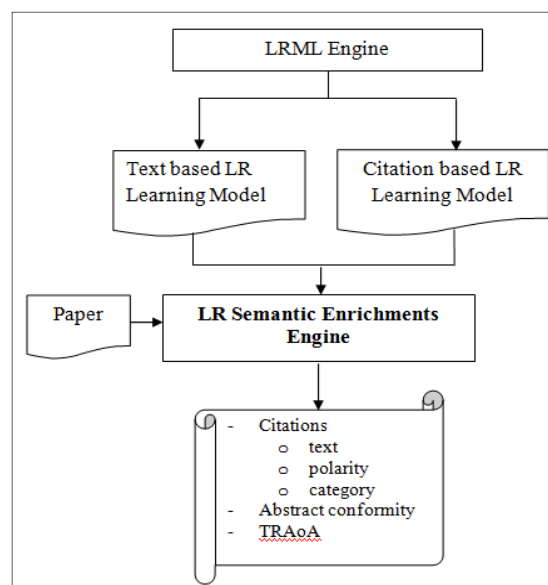 LRML Engine
Text based LR
Learning Model
Citation based LR
Learning Model
Paper
LR Semantic Enrichments
Engine
- Citations
o text
o polarity
o category
- Abstract conformity
- TRAoA